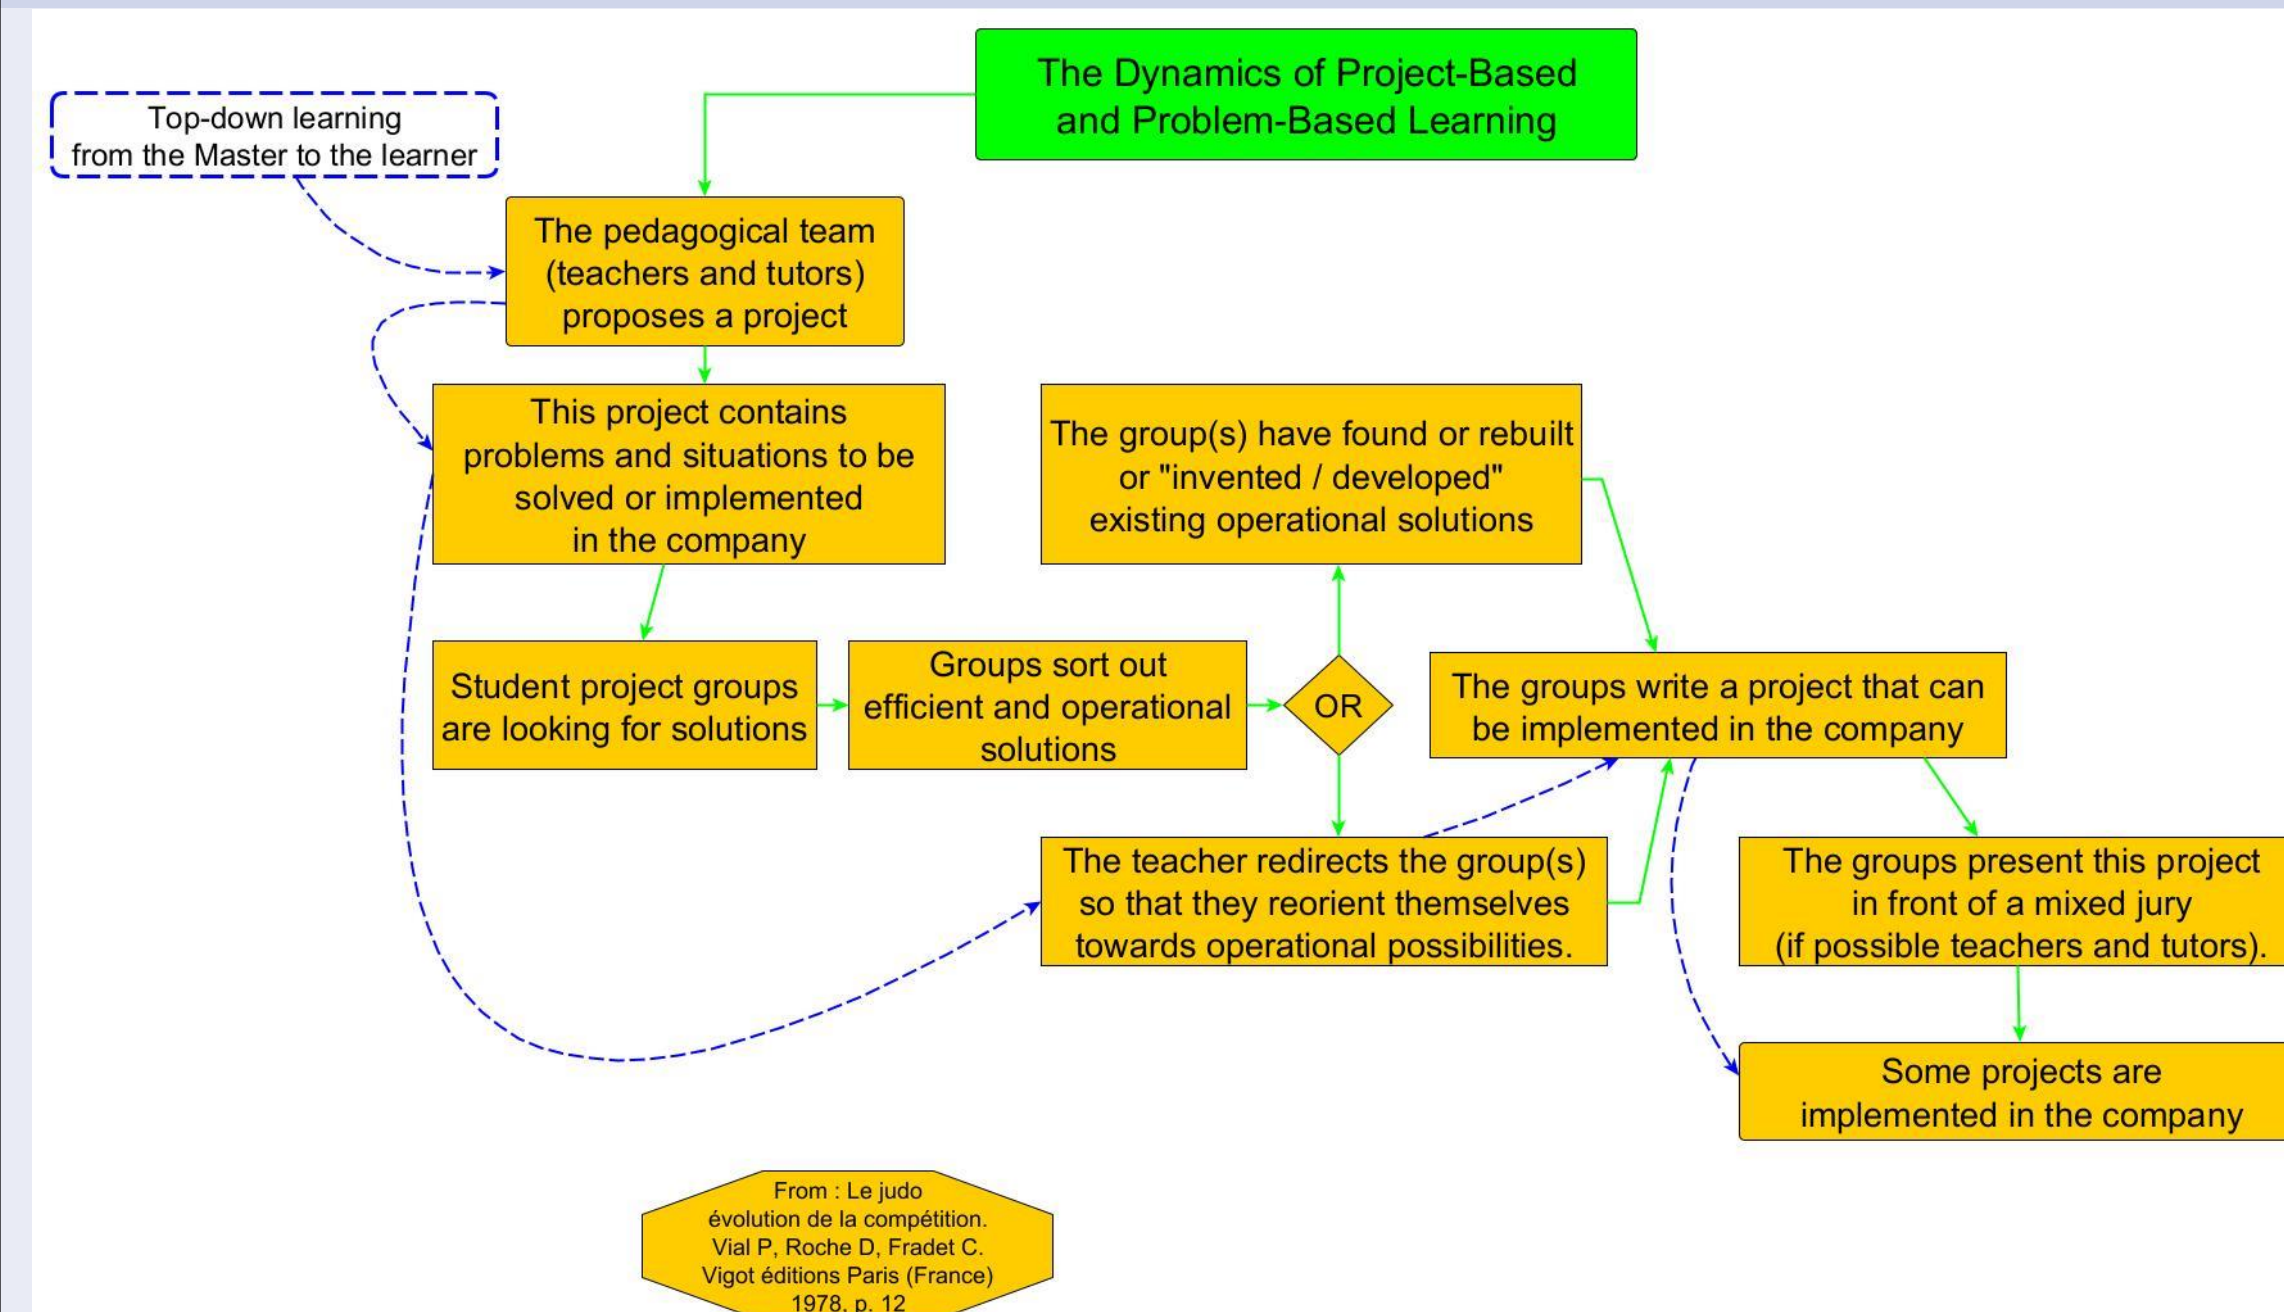 The Dynamics of Project-Based
and Problem-Based Learning
Top-down learning
from the Master to the learner
The pedagogical team
(teachers and tutors)
proposes a project
This project contains
problems and situations to be
solved or implemented
in the company
The group(s) have found or rebuilt
or "invented / developed"
existing operational solutions
Student project groups
are looking for solutions
Groups sort out
efficient and operational
solutions
OR
The groups write a project that can
be implemented in the company
The teacher redirects the group(s)
so that they reorient themselves
towards operational possibilities.
The groups present this project
in front of a mixed jury
(if possible teachers and tutors).
Some projects are
implemented in the company
From : Le judo
évolution de la compétition.
Vial P, Roche D, Fradet C.
Vigot éditions Paris (France)
1978, p. 12